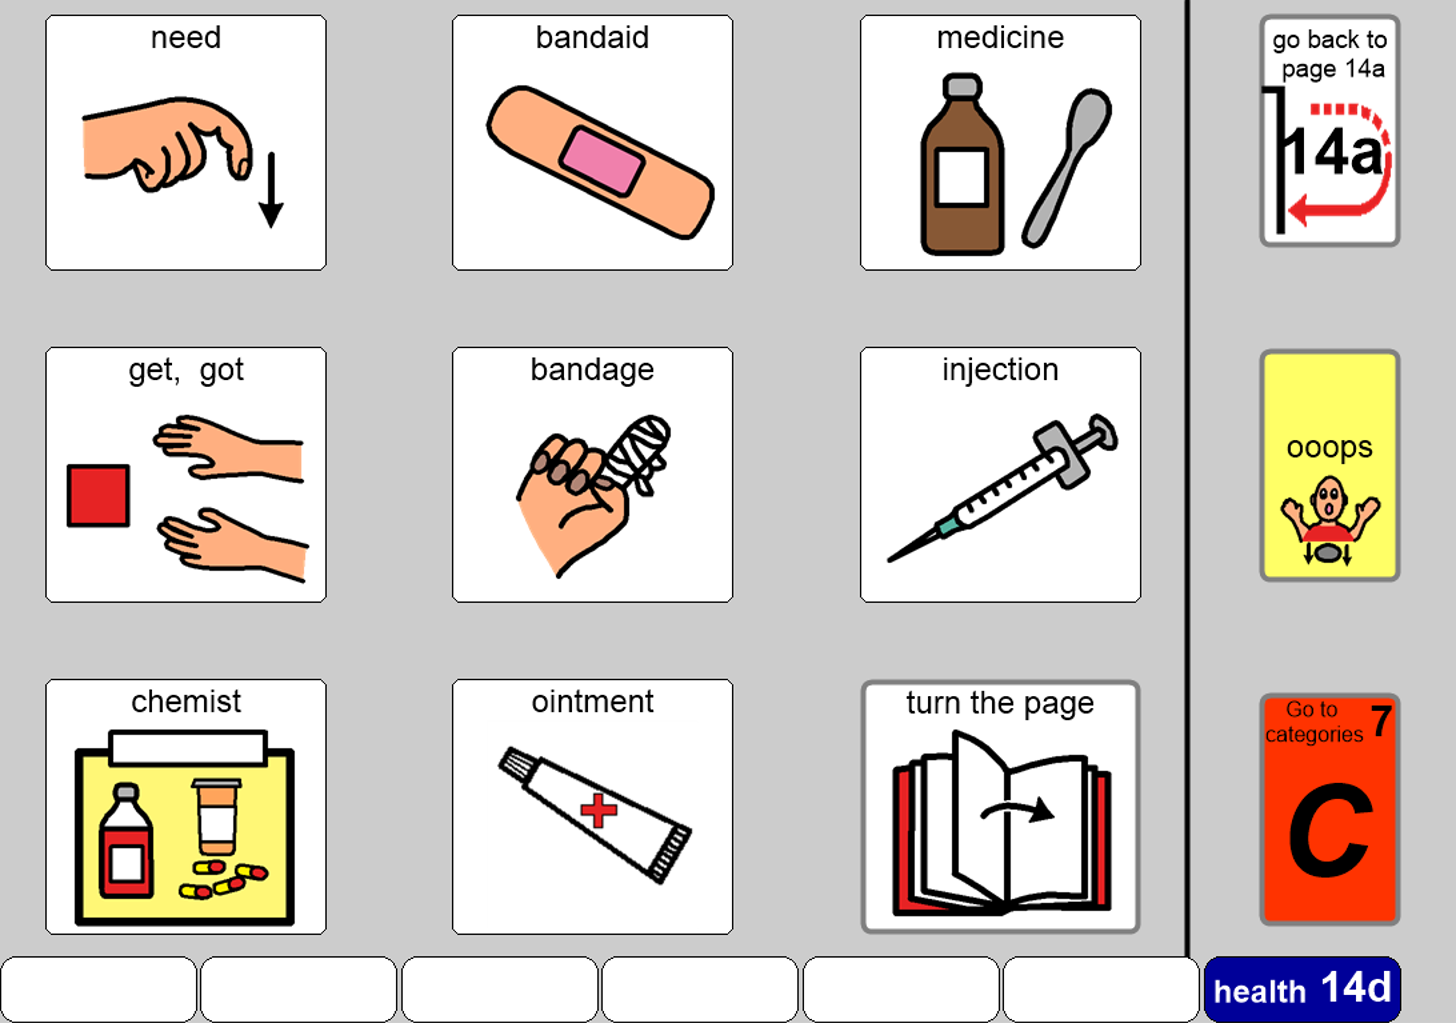 need
bandaid
medicine
go back to
page 14a
14a
get,  got
bandage
injection
ooops
chemist
ointment
turn the page
Go to
categories 7
C
health 14d